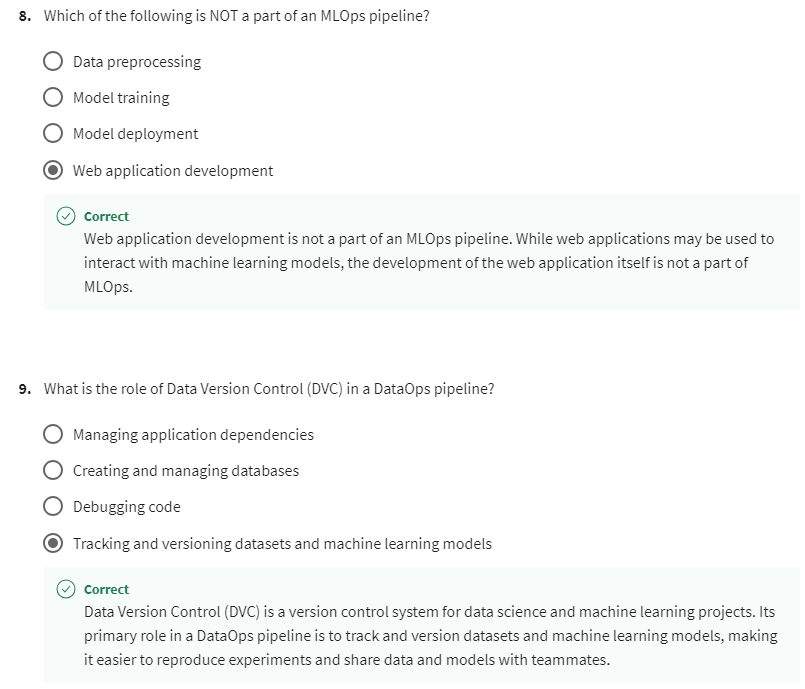 8. Which of the following is NOT a part of an MLOps pipeline?
Data preprocessing
Model training
Model deployment
Web application development
Correct
Web application development is not a part of an MLOps pipeline. While web applications may be used to
interact with machine learning models, the development of the web application itself is not a part of
MLOps.
9. What is the role of Data Version Control (DVC) in a DataOps pipeline?
Managing application dependencies
Creating and managing databases
Debugging code
Tracking and versioning datasets and machine learning models
Correct
Data Version Control (DVC) is a version control system for data science and machine learning projects. Its
primary role in a DataOps pipeline is to track and version datasets and machine learning models, making
it easier to reproduce experiments and share data and models with teammates.